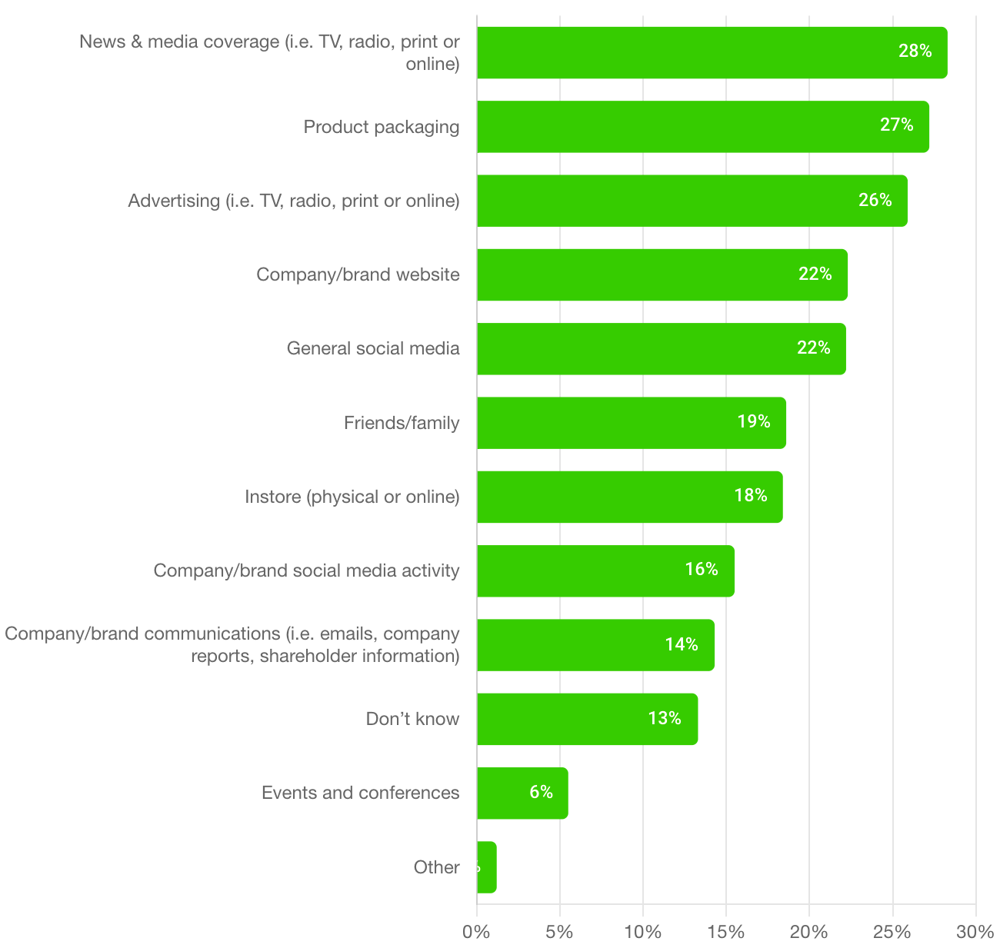 News & media coverage (i.e. TV, radio, print or
online)
28%
Product packaging
27%
Advertising (i.e. TV, radio, print or online)
26%
Company/brand website
22%
General social media
22%
Friends/family
19%
Instore (physical or online)
18%
Company/brand social media activity
16%
Company/brand communications (i.e. emails, company
reports, shareholder information)
14%
Don’t know
13%
Events and conferences
6%
Other
0% 5% 10% 15% 20% 25% 30%